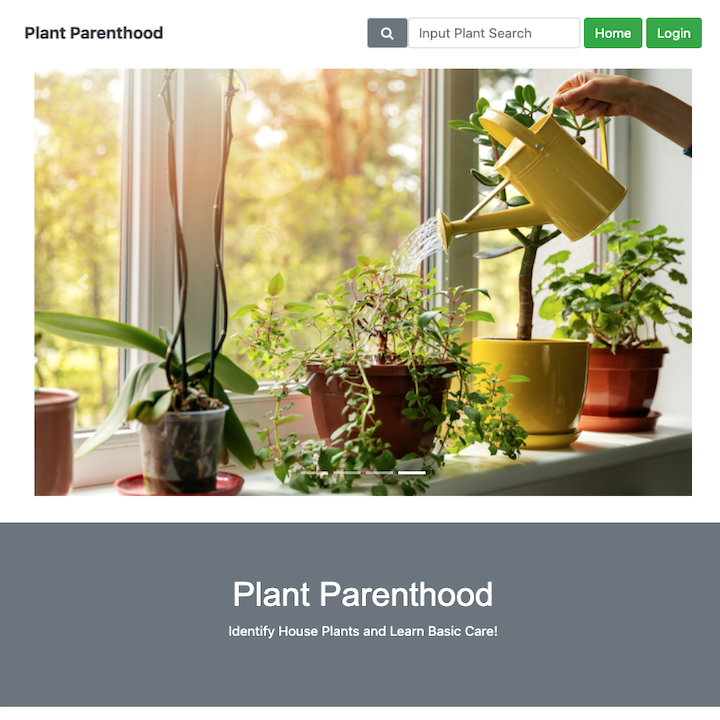 Plant Parenthood
Input Plant Search
Home
Login
Plant Parenthood
Identify House Plants and Learn Basic Care!